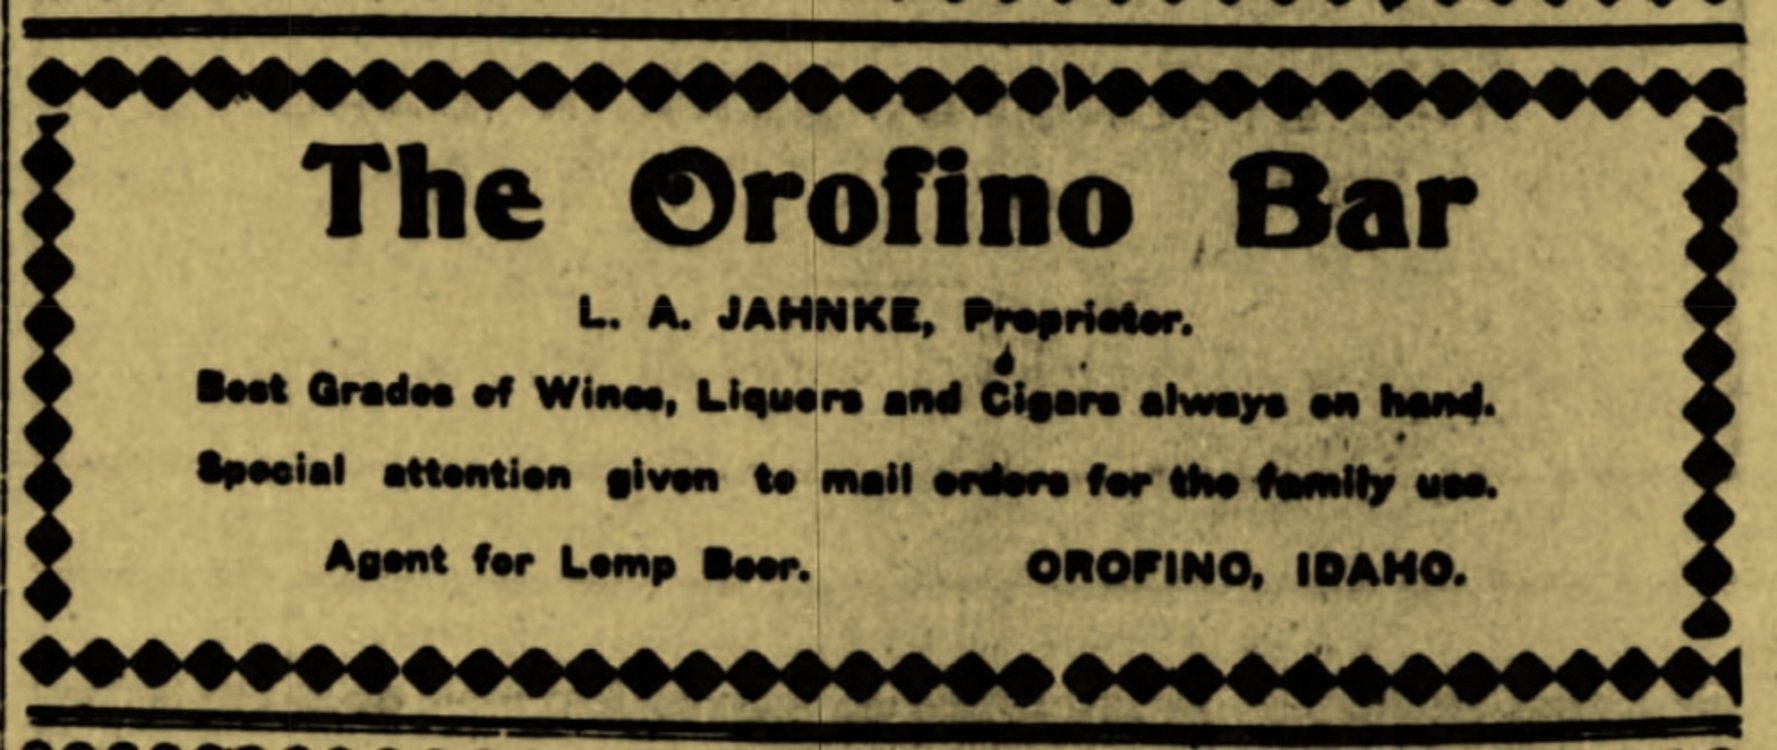 The Orofino Bar
L. A. JAHNKE, Proprietor.
Best Grades of Wines, Liquors and Cigars always on hand.
Special attention given to mail orders for the family use.
Agent for Lemp Beer. OROFINO, IDAHO.